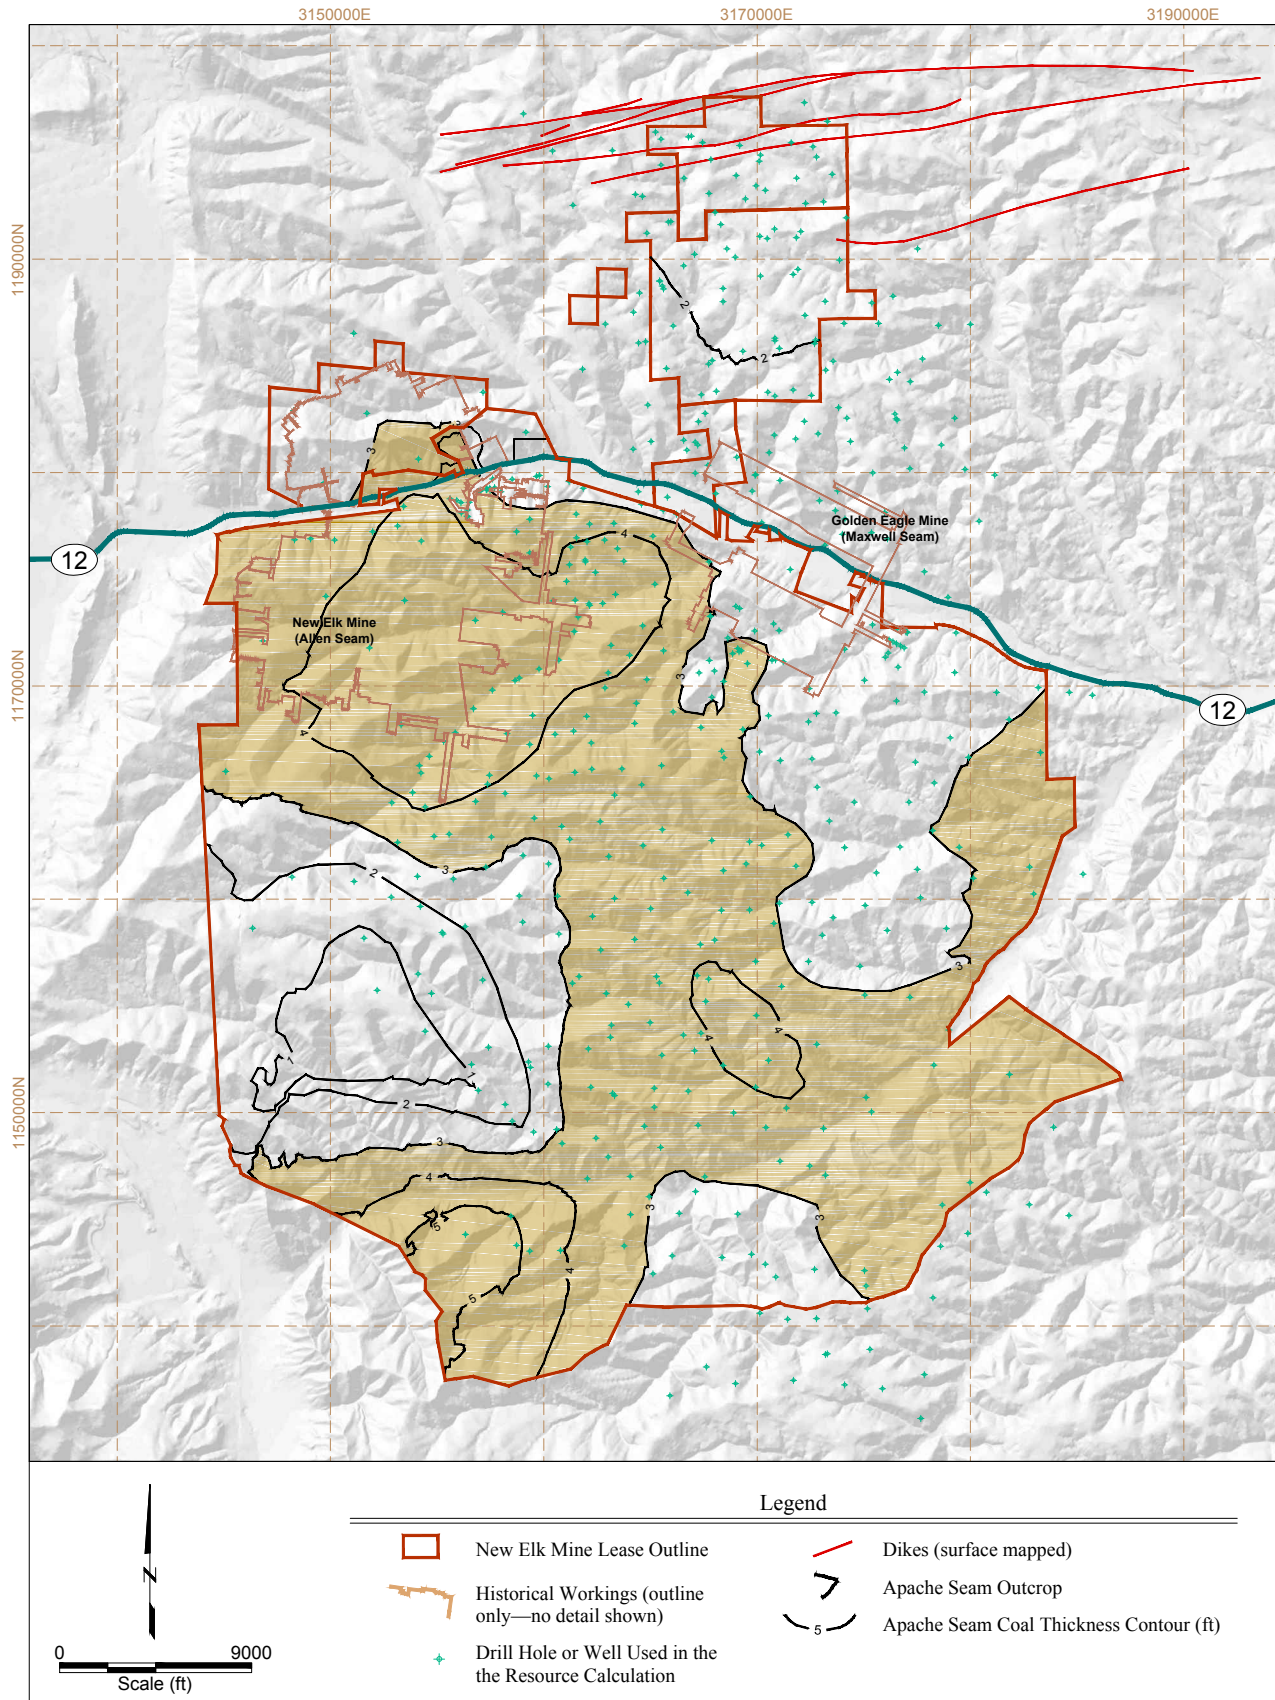 3150000E
3170000E
3190000E
1190000N
2
2
3
3
12
4
Golden Eagle Mine
(Maxwell Seam)
New Elk Mine
(Allen Seam)
3
1170000N
12
4
3
2
3
4
4
1
1
1150000N
2
3
4
3
3
5
4
5
Legend
New Elk Mine Lease Outline
Historical Workings (outline
only—no detail shown)
Drill Hole or Well Used in the
the Resource Calculation
Dikes (surface mapped)
Apache Seam Outcrop
5
Apache Seam Coal Thickness Contour (ft)
N
0
9000
Scale (ft)